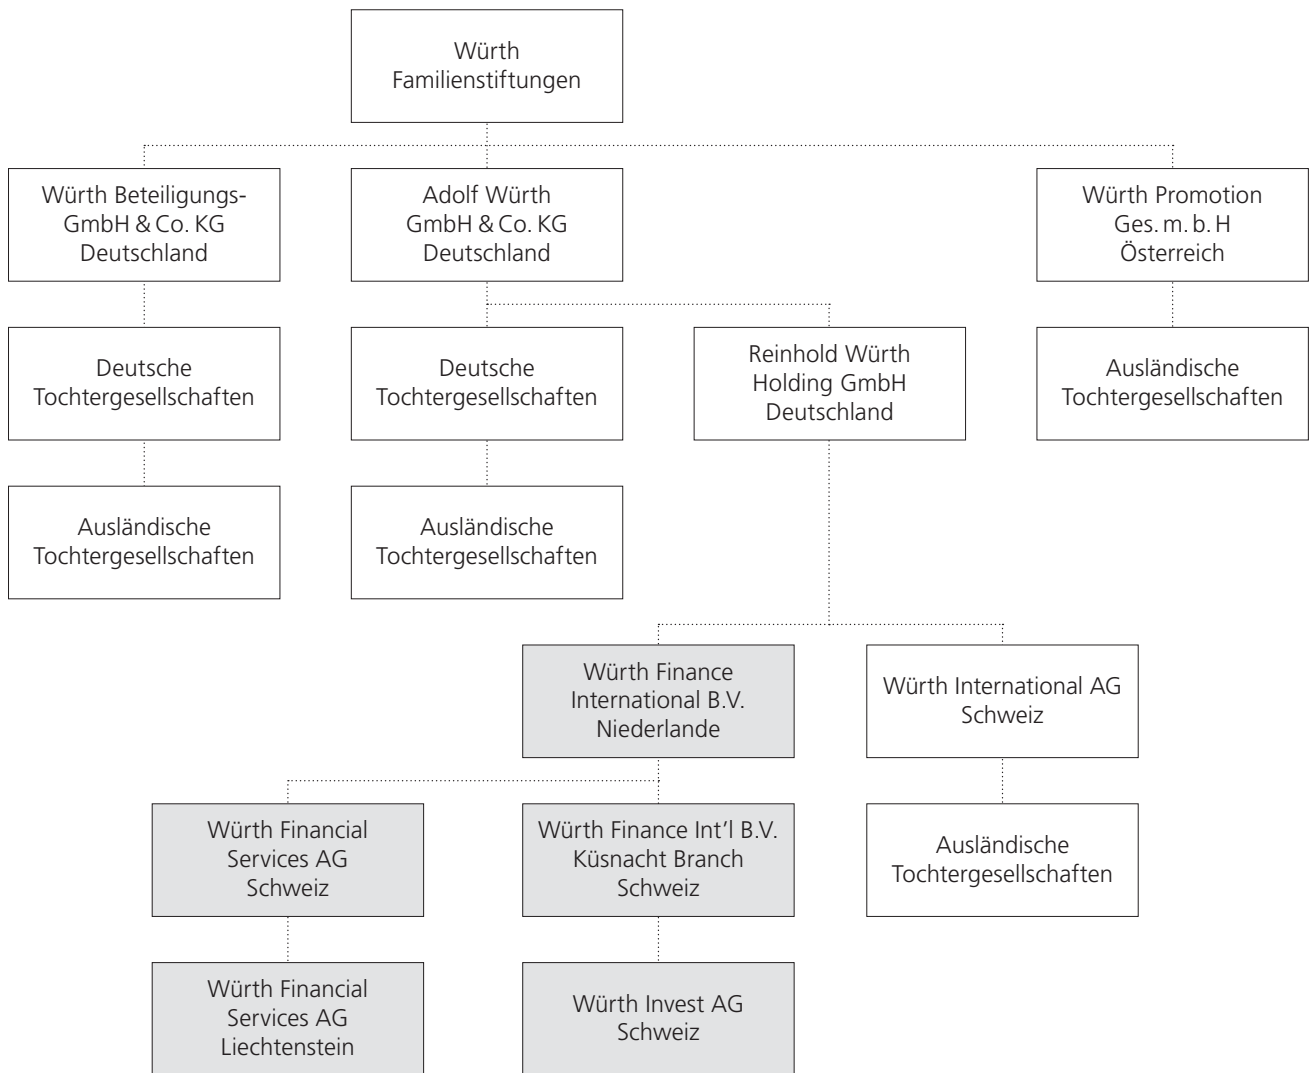 Würth
Familienstiftungen
Würth Beteiligungs-
GmbH & Co. KG
Deutschland
Adolf Würth
GmbH & Co. KG
Deutschland
Würth Promotion
Ges. m. b. H
Österreich
Deutsche
Tochtergesellschaften
Deutsche
Tochtergesellschaften
Reinhold Würth
Holding GmbH
Deutschland
Ausländische
Tochtergesellschaften
Ausländische
Tochtergesellschaften
Ausländische
Tochtergesellschaften
Würth Finance
International B.V.
Niederlande
Würth International AG
Schweiz
Würth Financial
Services AG
Schweiz
Würth Finance Int'l B.V.
Küsnacht Branch
Schweiz
Ausländische
Tochtergesellschaften
Würth Financial
Services AG
Liechtenstein
Würth Invest AG
Schweiz